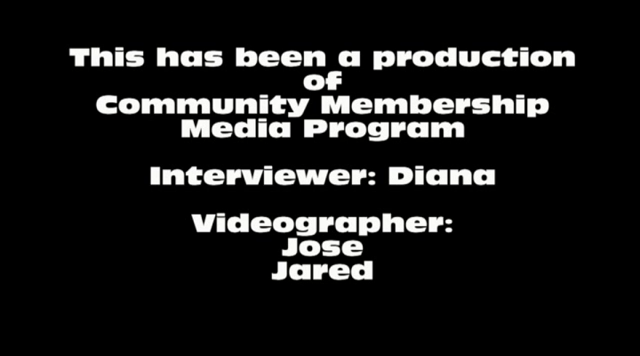 This has been a production
of
Community Membership
Media Program
Interviewer: Diana
Videographer:
Jose
Jared